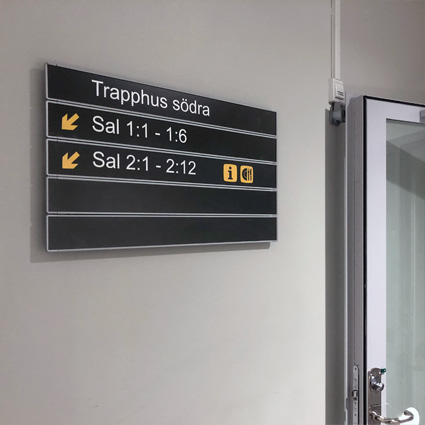 Trapphus södra
Sal 1:1 - 1:6
Sal 2:1 - 2:12